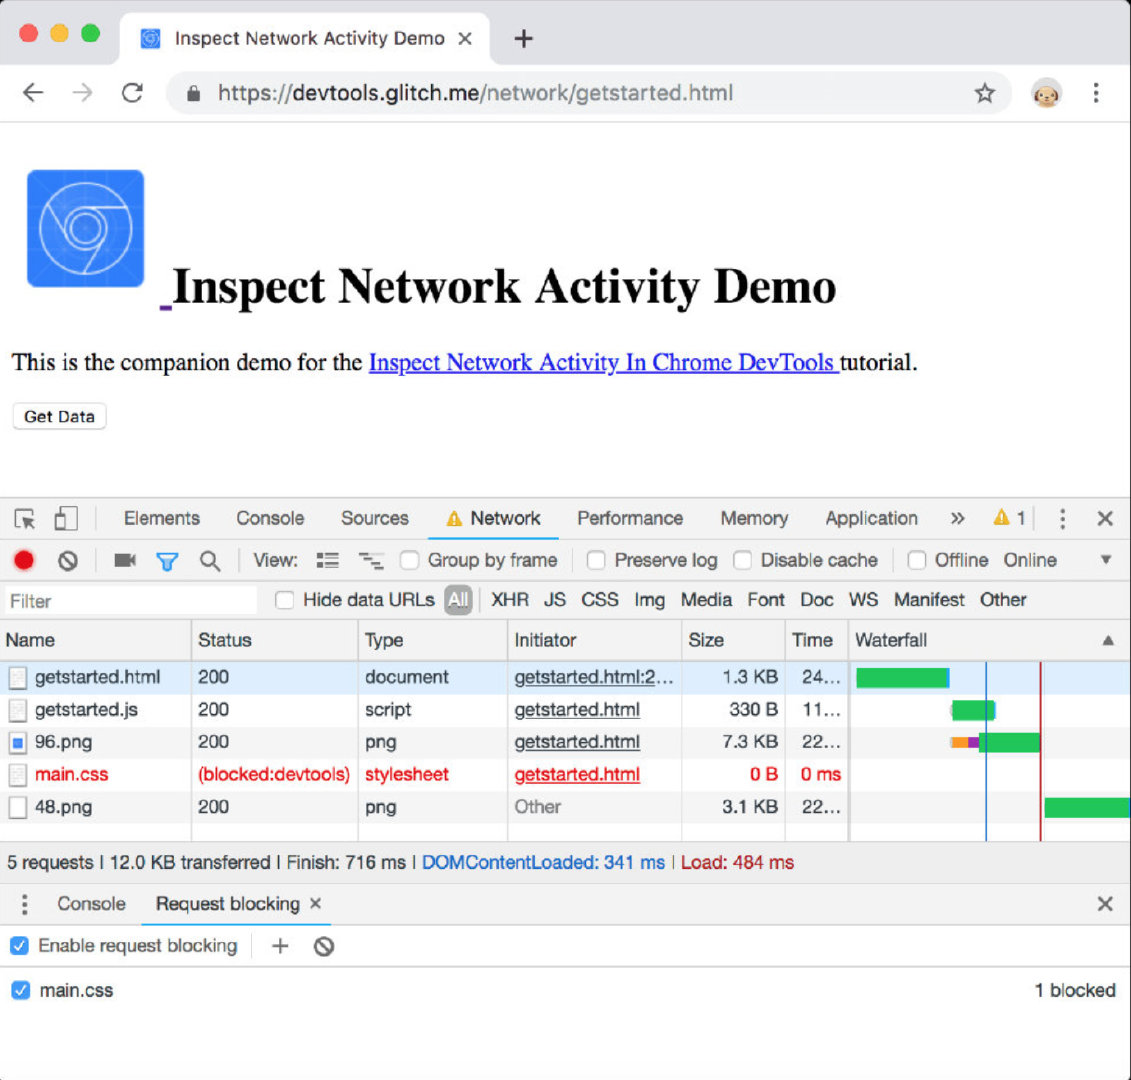 Inspect Network Activity Demo
https://devtools.glitch.me/network/getstarted.html
Inspect Network Activity Demo
This is the companion demo for the Inspect Network Activity In Chrome DevTools tutorial.
Get Data
Elements Console Sources Network Performance Memory Application » 1
View: Group by frame Preserve log Disable cache Offline Online
Filter Hide data URLs All XHR JS CSS Img Media Font Doc WS Manifest Other
Name Status Type Initiator Size Time Waterfall
getstarted.html 200 document getstarted.html:2... 1.3 KB 24...
getstarted.js 200 script getstarted.html 330 B 11...
96.png 200 png getstarted.html 7.3 KB 22...
main.css (blocked:devtools) stylesheet getstarted.html 0 B 0 ms
48.png 200 png Other 3.1 KB 22...
5 requests | 12.0 KB transferred | Finish: 716 ms | DOMContentLoaded: 341 ms | Load: 484 ms
Console Request blocking
Enable request blocking
main.css 1 blocked